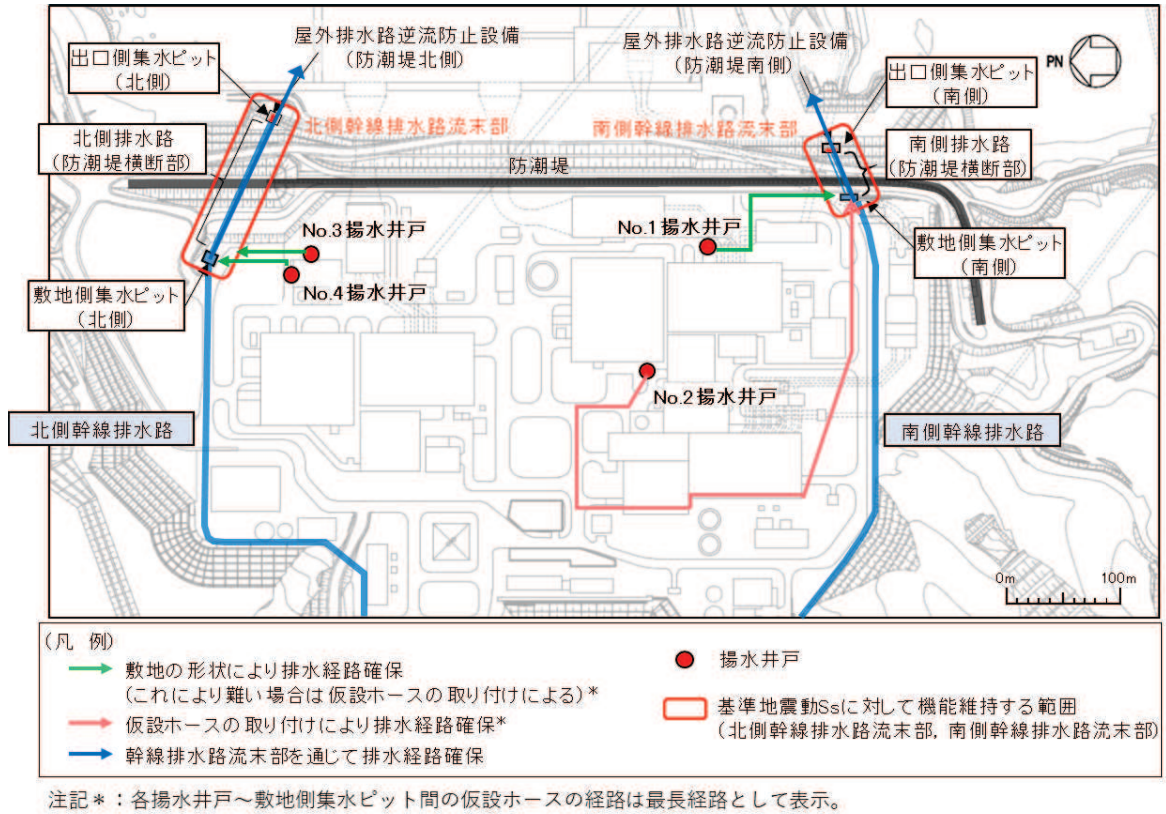 屋外排水路逆流防止設備
(防潮堤北側)
屋外排水路逆流防止設備
(防潮堤南側)
出口側集水ピット
(北側)
出口側集水ピット
(南側)
PN
北側幹線排水路流末部
南側幹線排水路流末部
北側排水路
(防潮堤横断部)
南側排水路
(防潮堤横断部)
防潮堤
No.3揚水井戸
No.1揚水井戸
No.4揚水井戸
敷地側集水ピット
(南側)
敷地側集水ピット
(北側)
No.2揚水井戸
北側幹線排水路
南側幹線排水路
0m 100m
(凡 例)
敷地の形状により排水経路確保
(これにより難い場合は仮設ホースの取り付けによる)*
仮設ホースの取り付けにより排水経路確保*
幹線排水路流末部を通じて排水経路確保
揚水井戸
基準地震動Ssに対して機能維持する範囲
(北側幹線排水路流末部, 南側幹線排水路流末部)
注記*：各揚水井戸～敷地側集水ピット間の仮設ホースの経路は最長経路として表示。